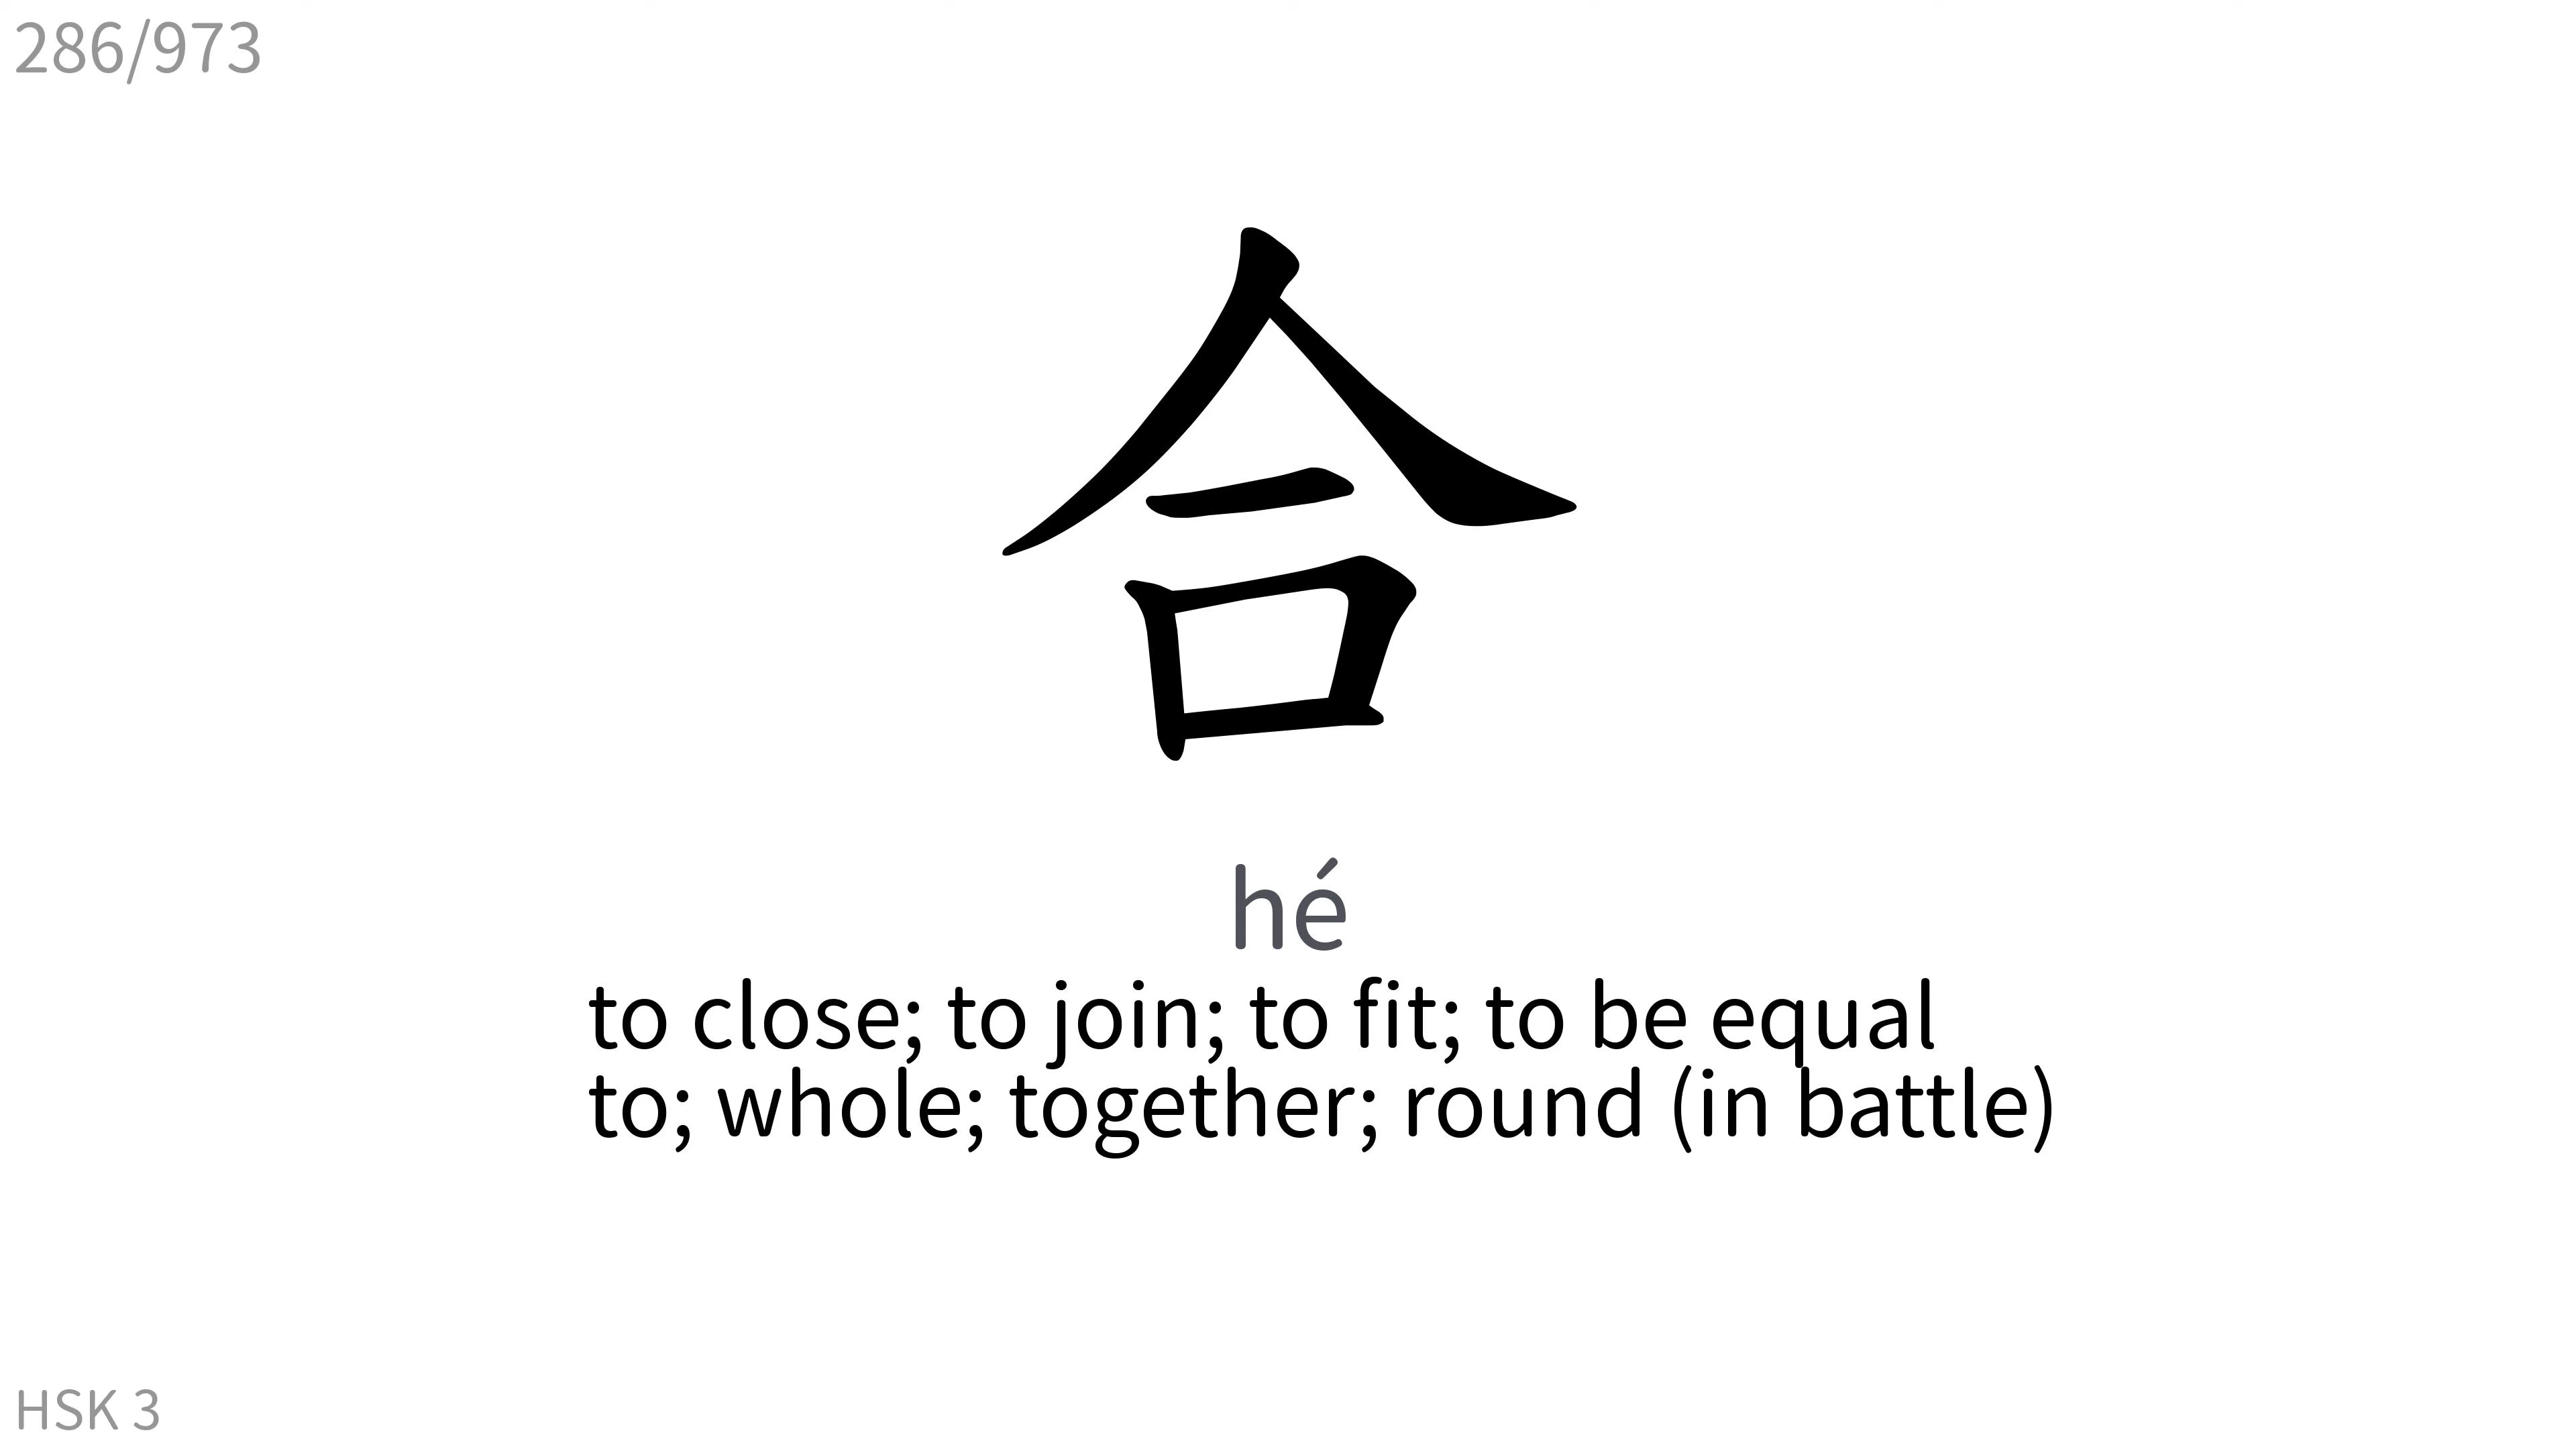 286/973
合
hé
to close; to join; to fit; to be equal
to; whole; together; round (in battle)
HSK 3